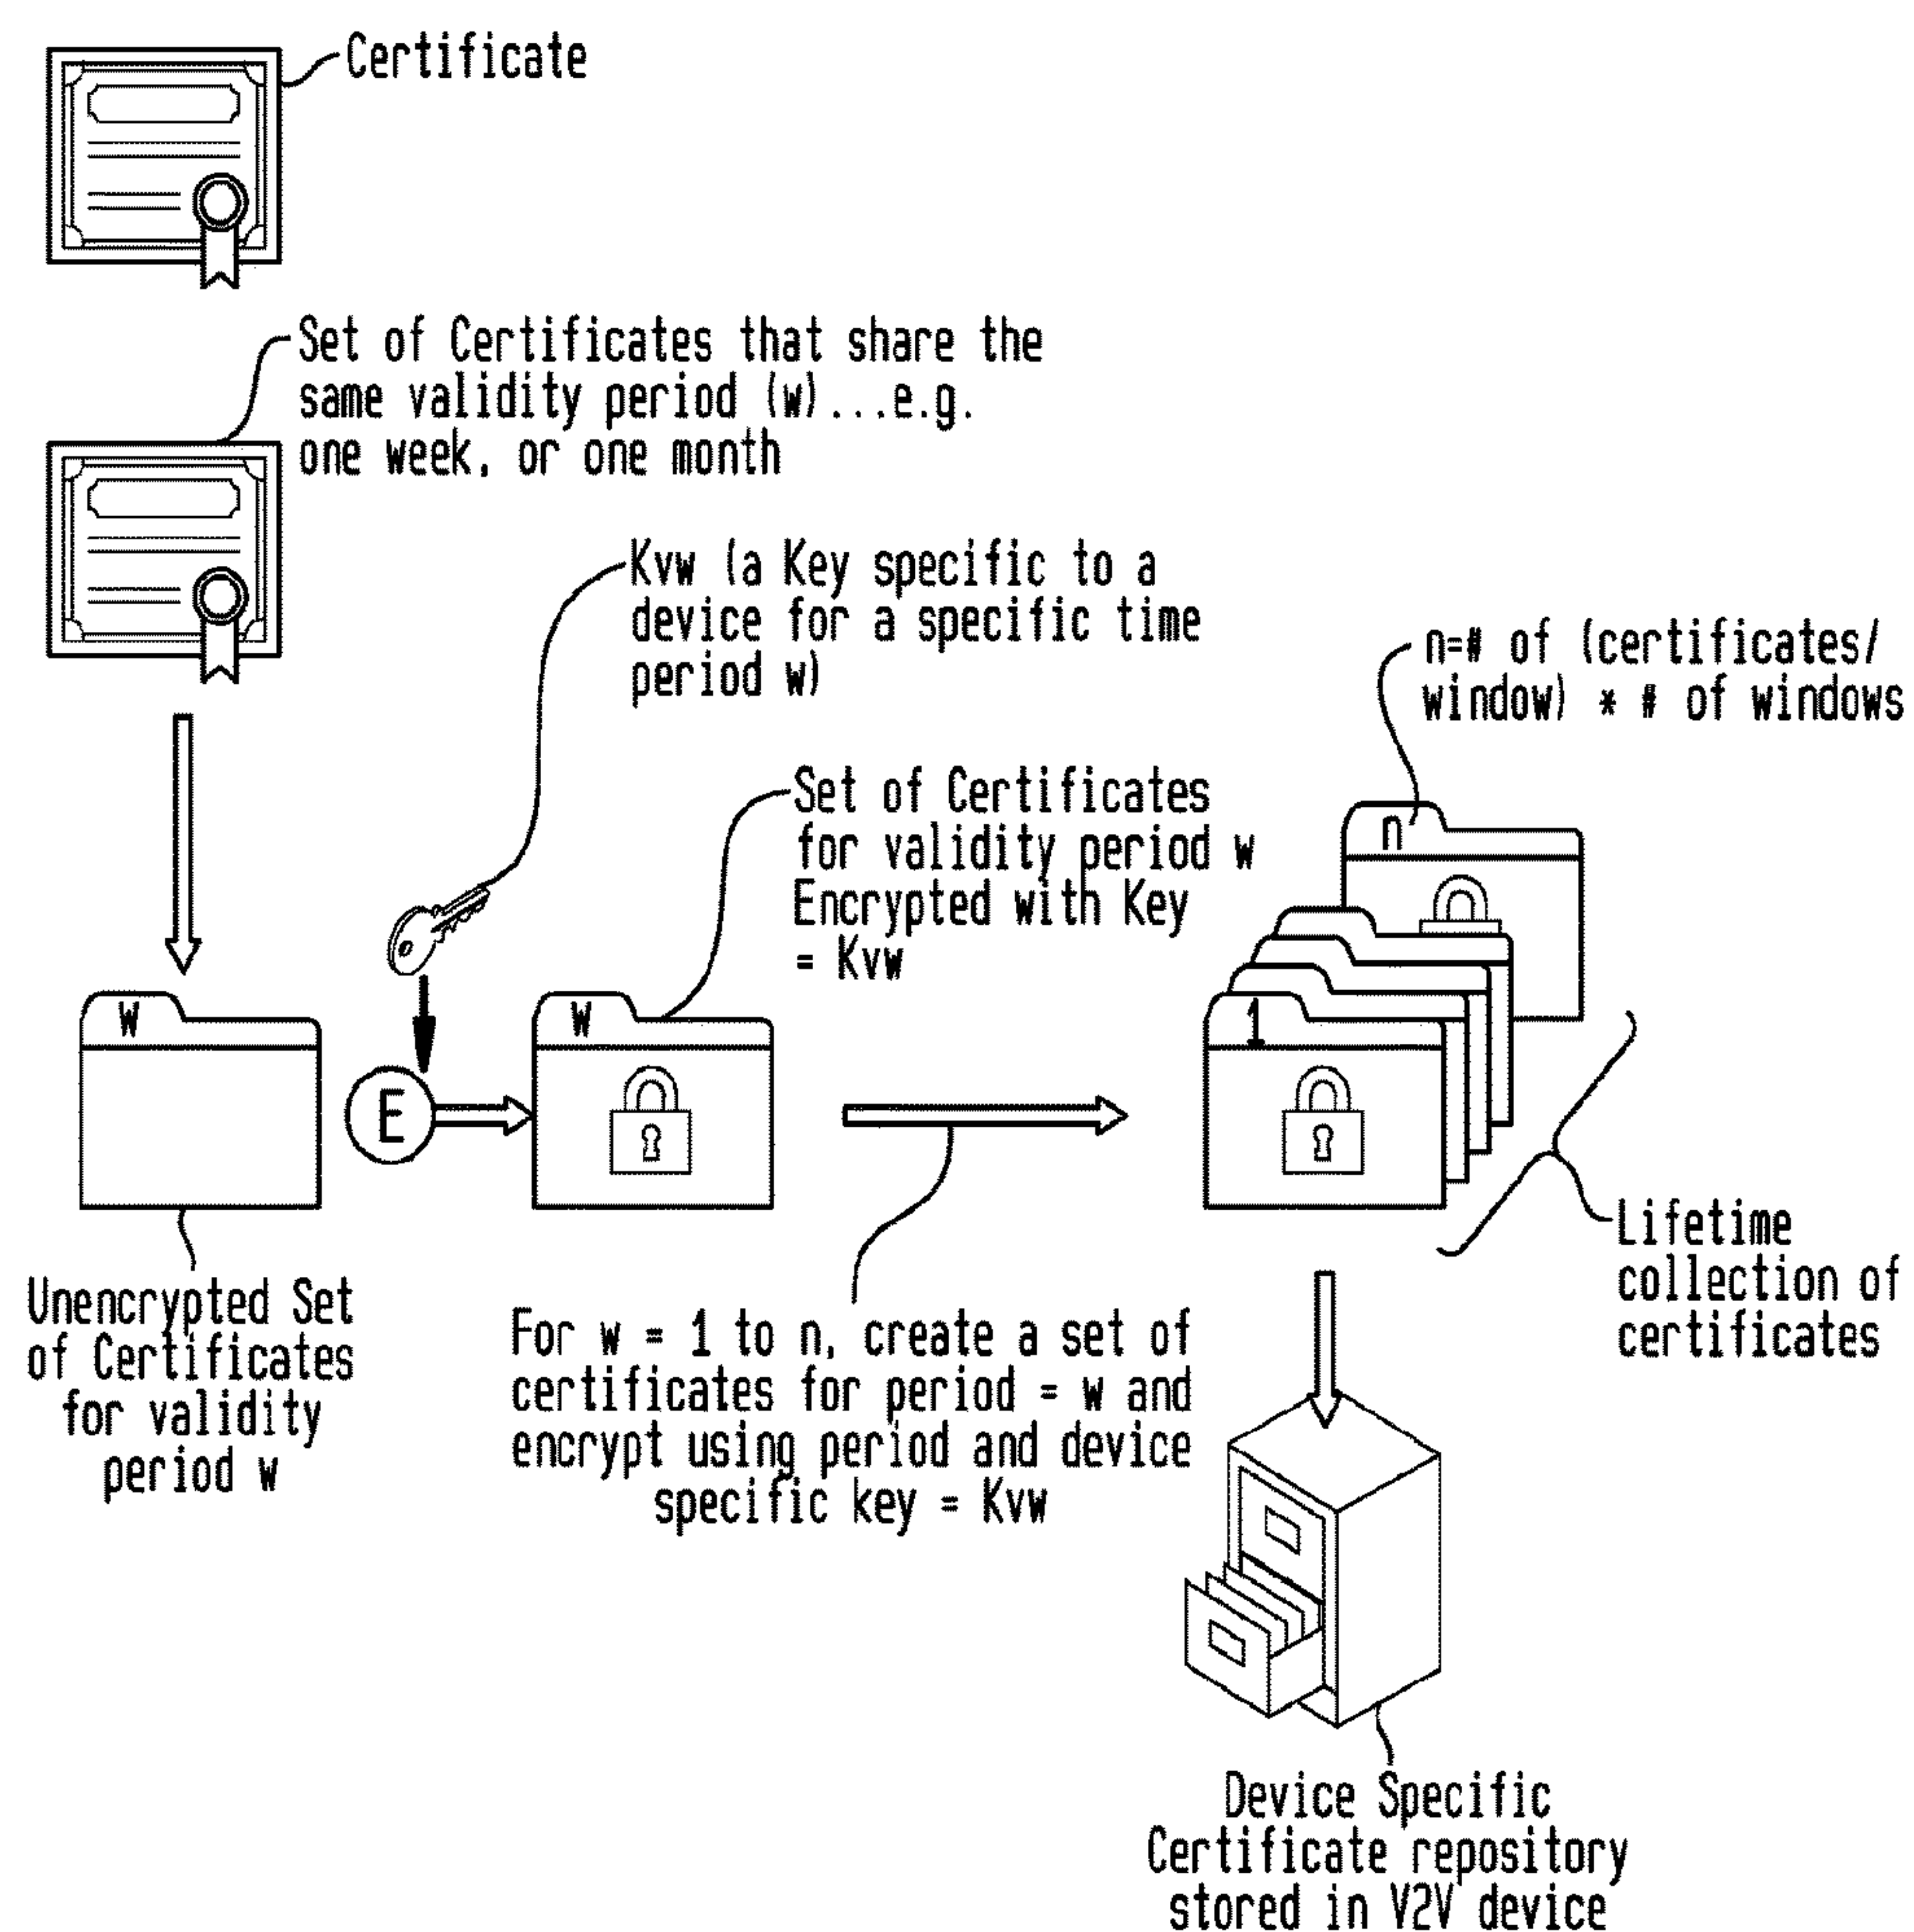 Certificate
Set of Certificates that share the
same validity period (w)...e.g.
one week, or one month
Kvw (a Key specific to a
device for a specific time
period w)
n=# of (certificates/
window) * # of windows
Set of Certificates
for validity period w
Encrypted with Key
= Kvw
n
W
E
W
1
Lifetime
collection of
certificates
Unencrypted Set
of Certificates
for validity
period w
For w = 1 to n, create a set of
certificates for period = w and
encrypt using period and device
specific key = Kvw
Device Specific
Certificate repository
stored in V2V device